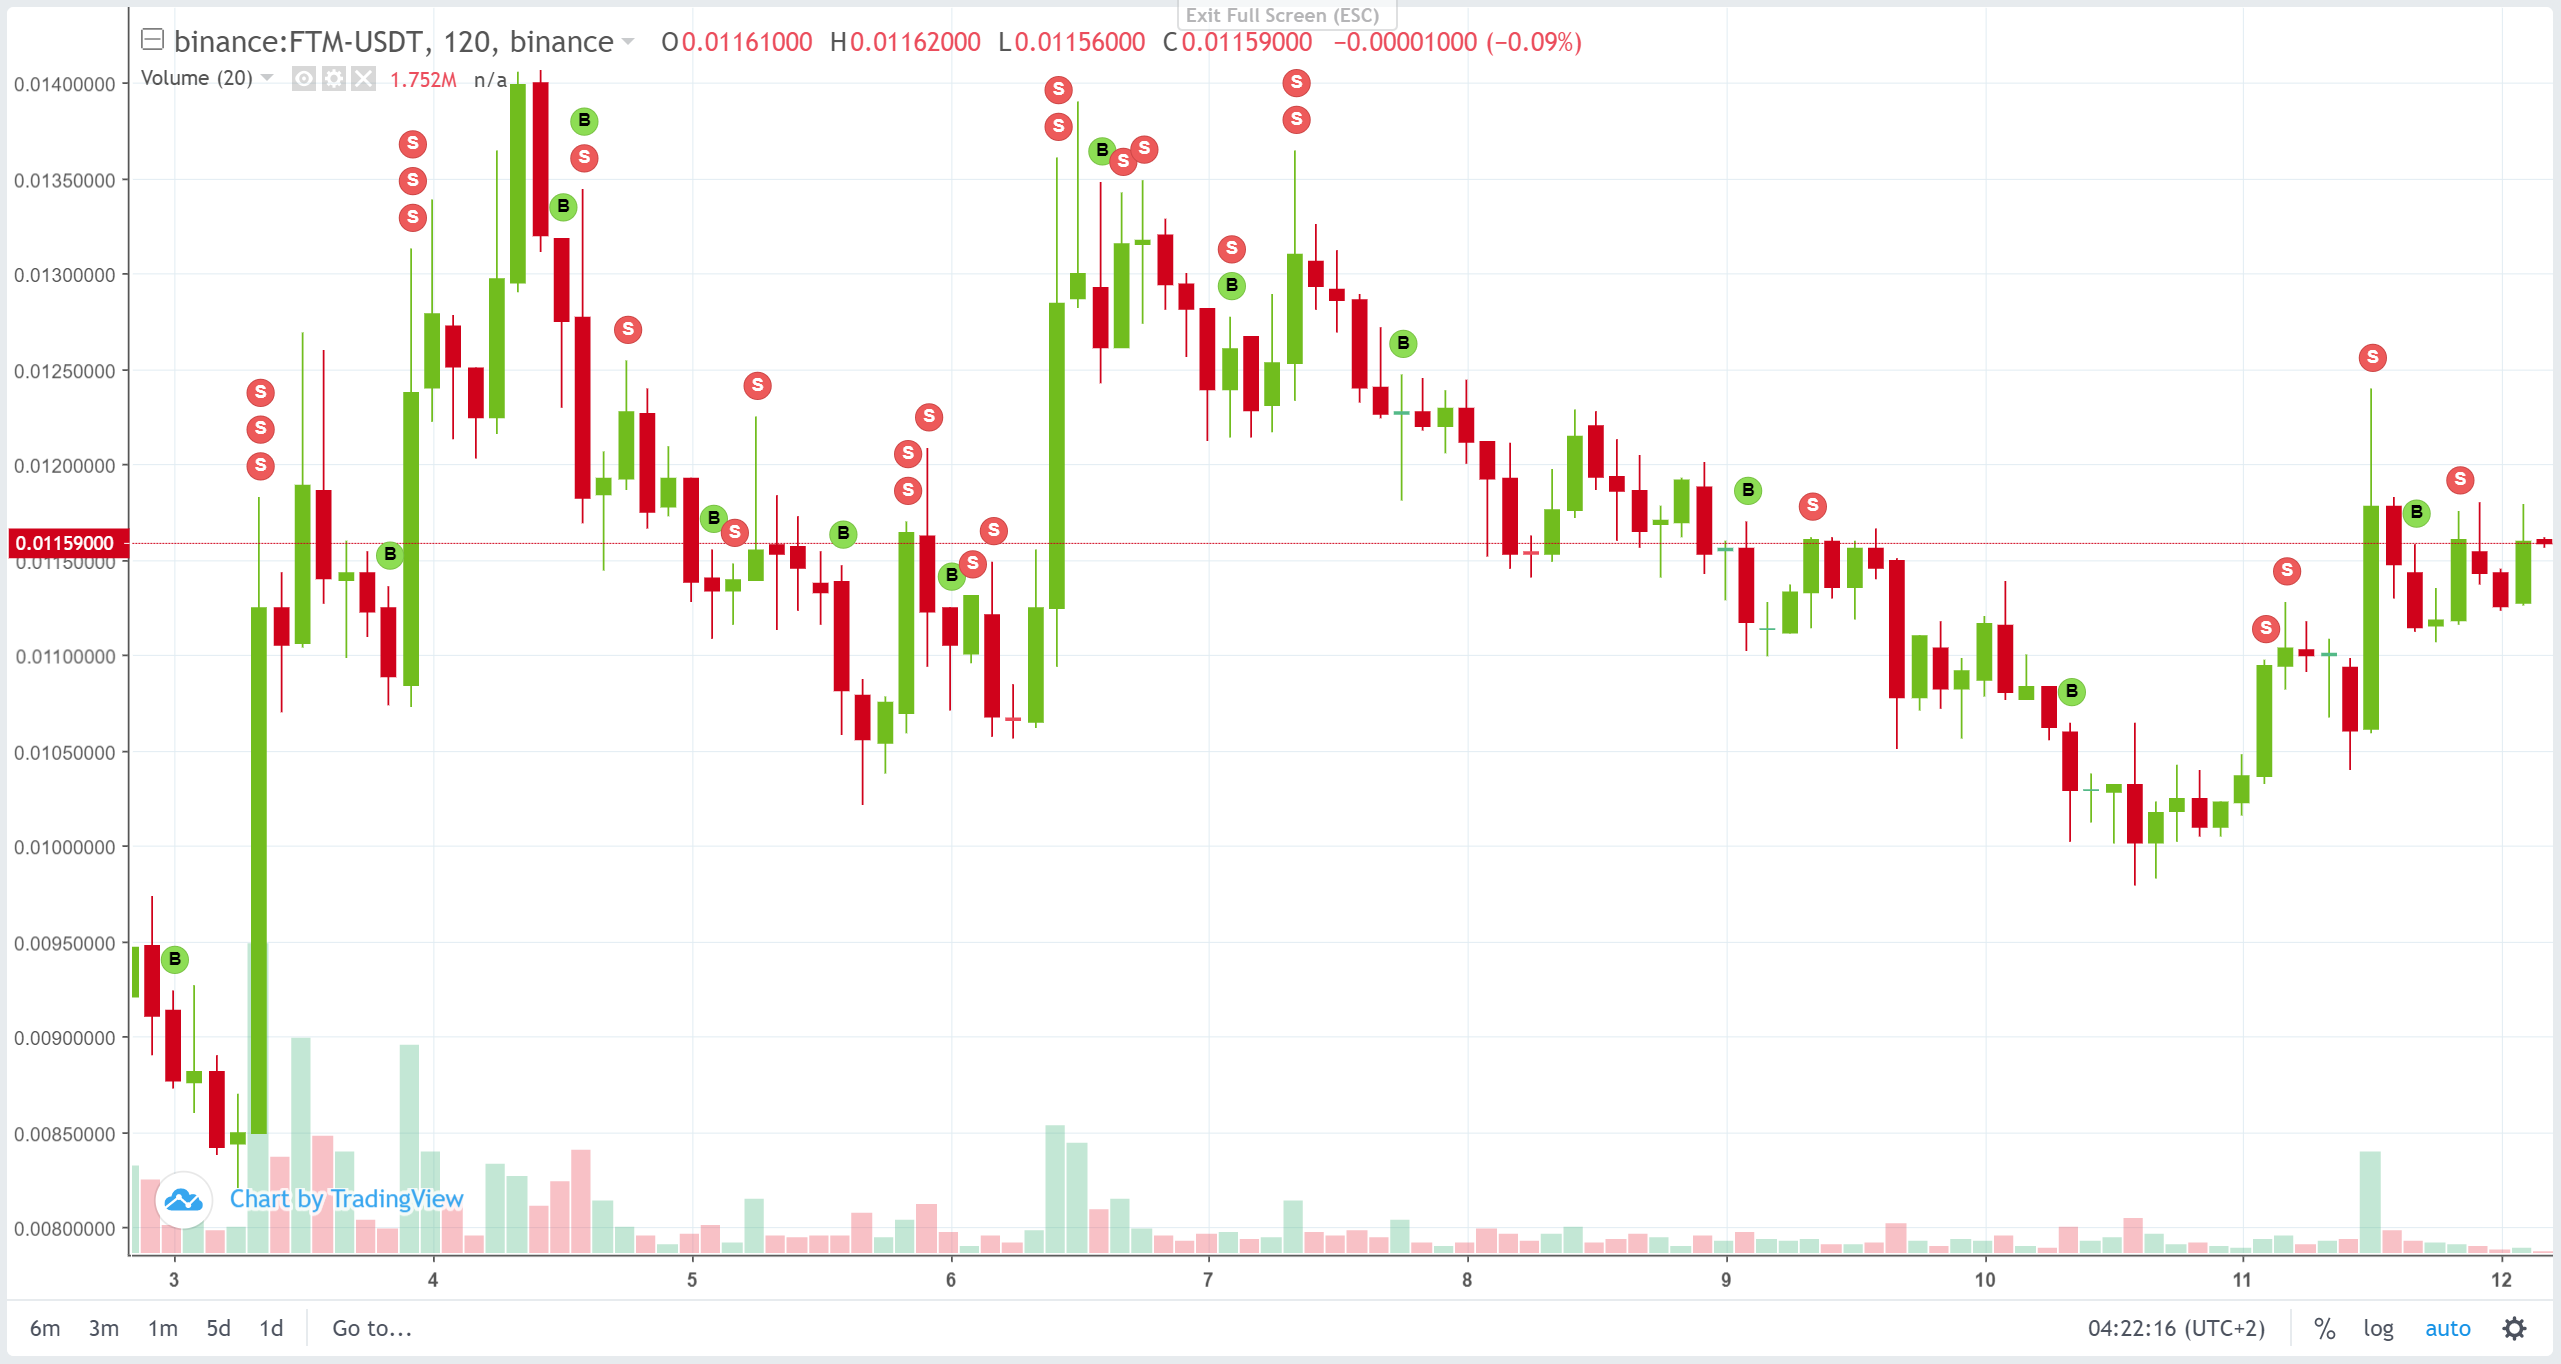 Exit Full Screen (ESC)
binance:FTM-USDT, 120, binance O0.01161000 H0.01162000 L0.01156000 C0.01159000 −0.00001000 (−0.09%)
Volume (20) 1.752M n/a
0.01400000
0.01350000
0.01300000
0.01250000
0.01200000
0.01159000
0.01150000
0.01100000
0.01050000
0.01000000
0.00950000
0.00900000
0.00850000
0.00800000
B
S
S
S
B
S
S
S
B
B
S
S
B
S
S
B
S
S
S
B
S
S
S
S
B
S
S
S
B
S
S
B
B
S
B
S
S
S
B
S
Chart by TradingView
3 4 5 6 7 8 9 10 11 12
6m 3m 1m 5d 1d Go to... 04:22:16 (UTC+2) % log auto